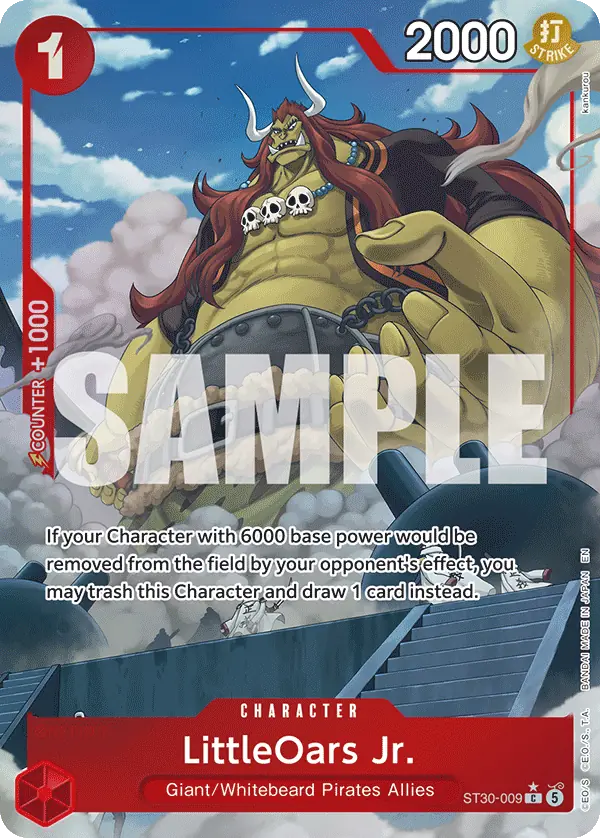 1
2000
打
STRIKE
kankurou
COUNTER +1000
SAMPLE
If your Character with 6000 base power would be
removed from the field by your opponent's effect, you
may trash this Character and draw 1 card instead.
CHARACTER
LittleOars Jr.
Giant/Whitebeard Pirates Allies
ST30-009 C 5
©E.O/S ©E.O./S.,T.A. BANDAI MADE IN JAPAN EN